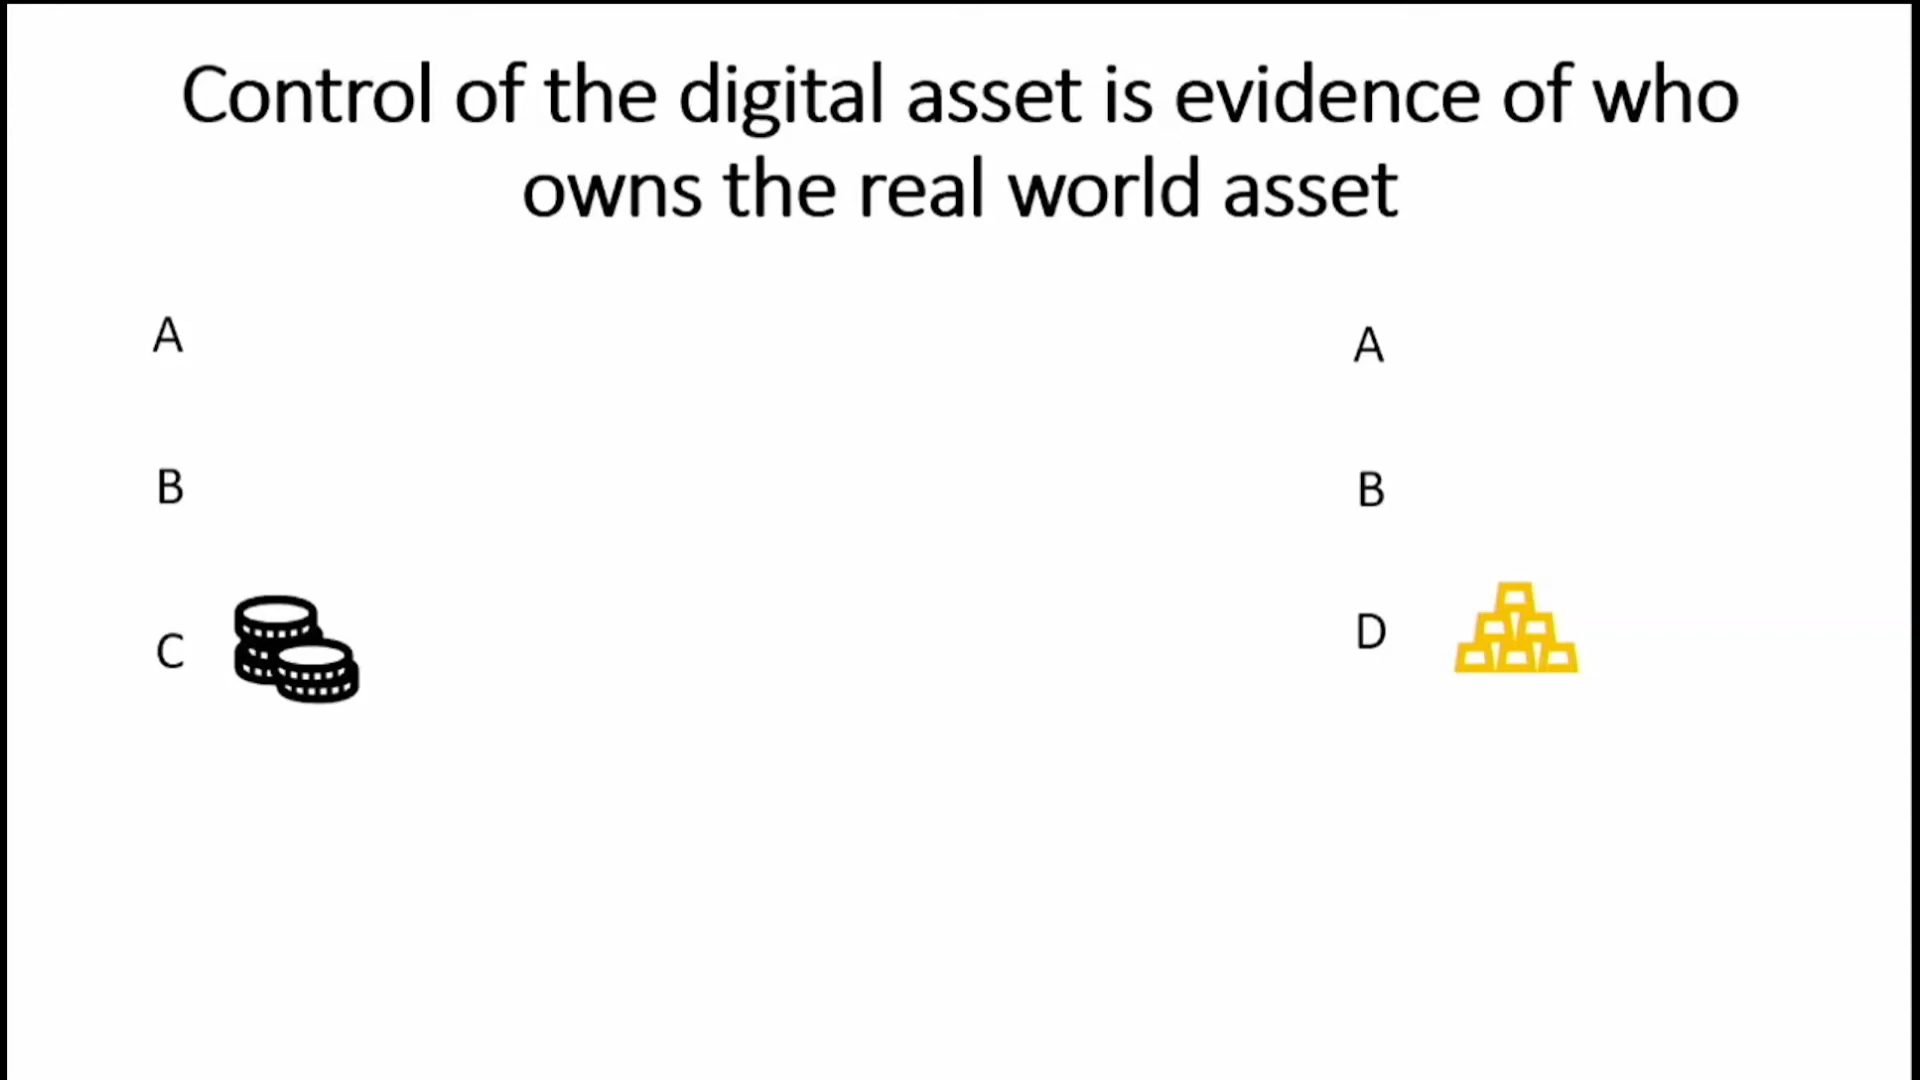 Control of the digital asset is evidence of who
owns the real world asset
A
B
C
A
B
D